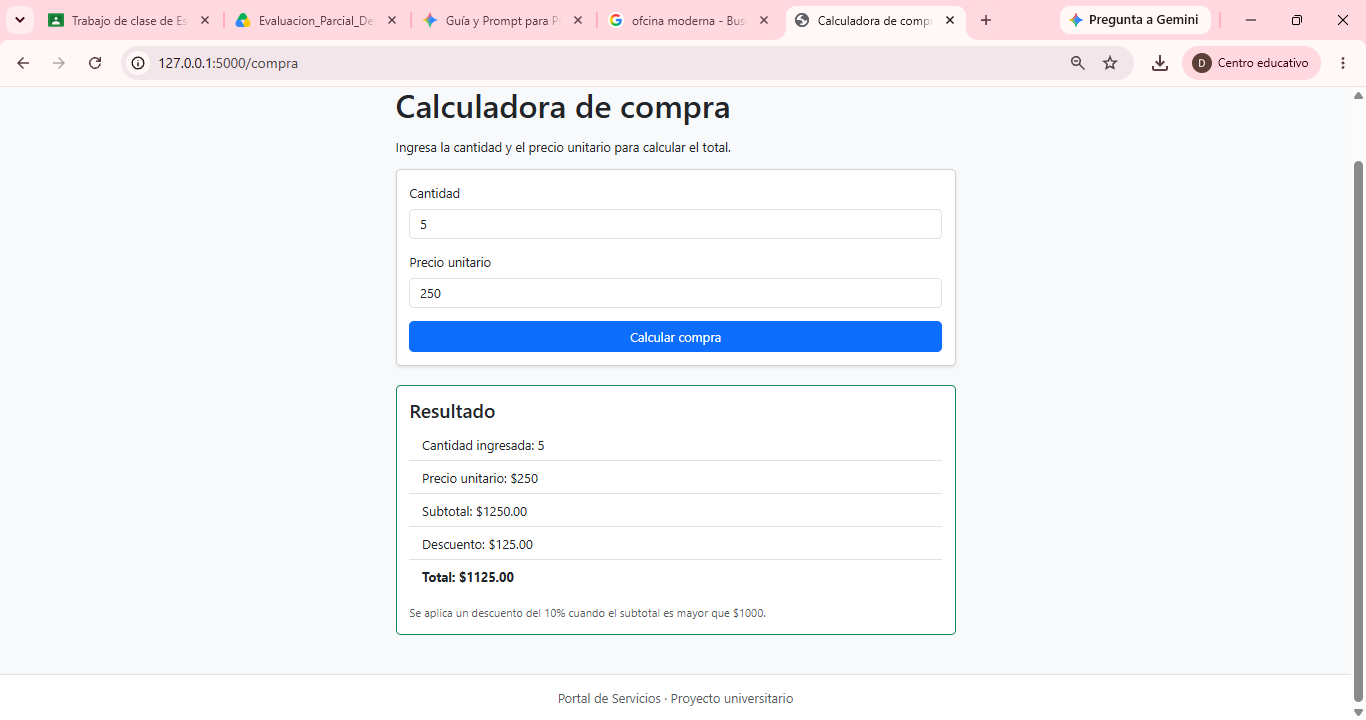 Trabajo de clase de Es
Evaluacion_Parcial_De
Guía y Prompt para P
ofcina moderna - Bus
Calculadora de compr
Pregunta a Gemini
127.0.0.1:5000/compra
D
Centro educativo
Calculadora de compra
Ingresa la cantidad y el precio unitario para calcular el total.
Cantidad
5
Precio unitario
250
Calcular compra
Resultado
Cantidad ingresada: 5
Precio unitario: $250
Subtotal: $1250.00
Descuento: $125.00
Total: $1125.00
Se aplica un descuento del 10% cuando el subtotal es mayor que $1000.
Portal de Servicios · Proyecto universitario